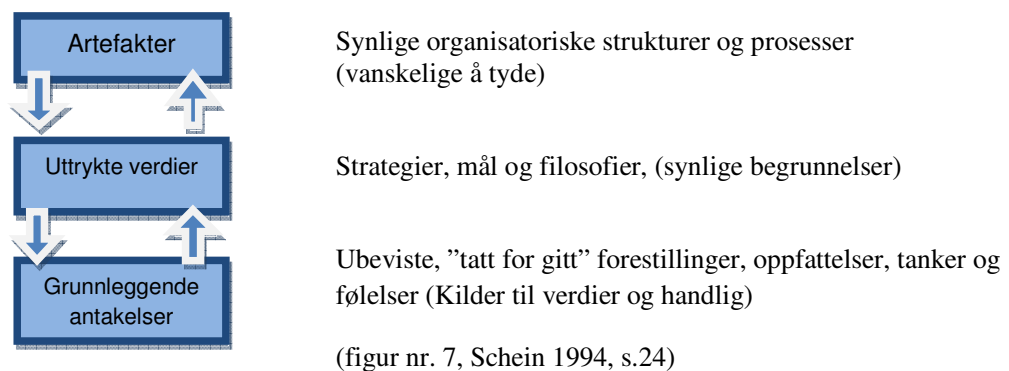 Artefakter
Synlige organisatoriske strukturer og prosesser
(vanskelige å tyde)
Uttrykte verdier
Strategier, mål og filosofier, (synlige begrunnelser)
Grunnleggende
antakelser
Ubeviste, ”tatt for gitt” forestillinger, oppfattelser, tanker og
følelser (Kilder til verdier og handlig)
(figur nr. 7, Schein 1994, s.24)